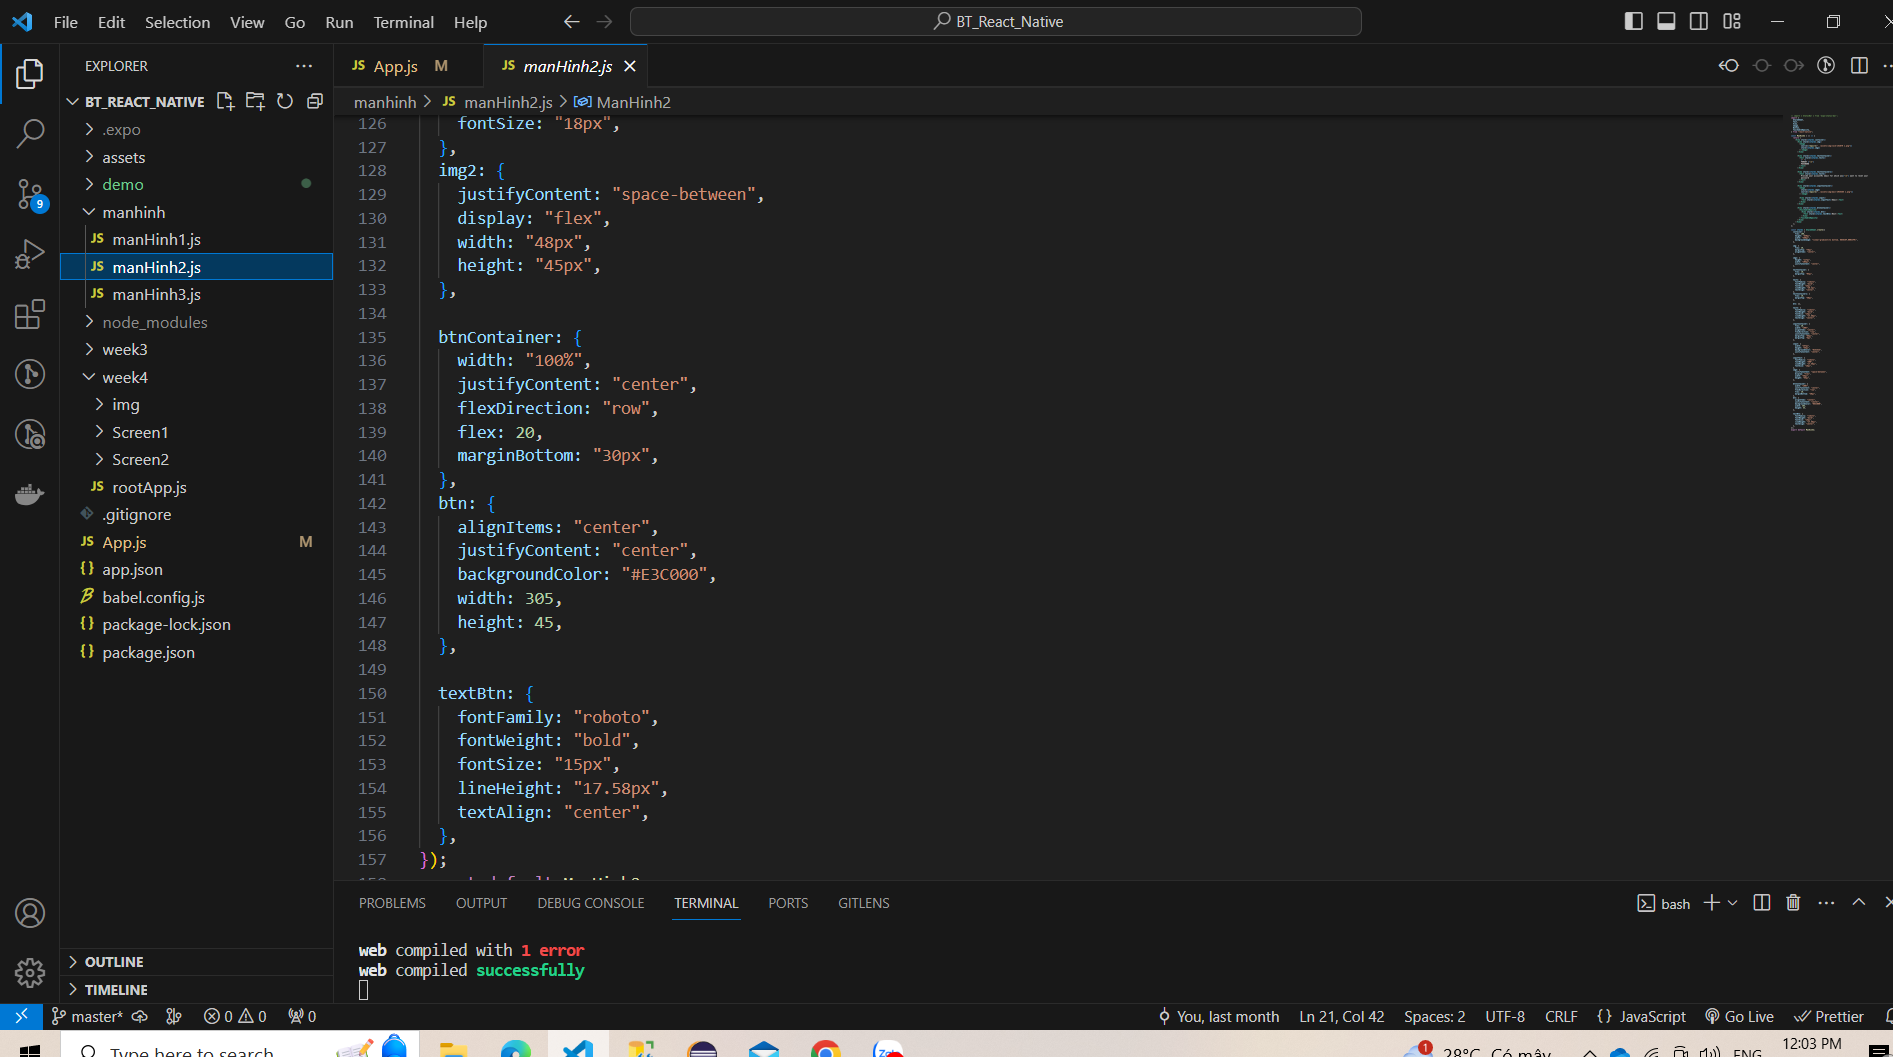 File Edit Selection View Go Run Terminal Help
BT_React_Native
EXPLORER
BT_REACT_NATIVE
.expo
assets
demo
manhinh
JS manHinh1.js
JS manHinh2.js
JS manHinh3.js
node_modules
week3
week4
img
Screen1
Screen2
JS rootApp.js
.gitignore
JS App.js M
{} app.json
babel.config.js
{} package-lock.json
{} package.json
OUTLINE
TIMELINE
9
JS App.js M
JS manHinh2.js
manhinh > JS manHinh2.js > ManHinh2
126 fontSize: "18px",
127 },
128 img2: {
129 justifyContent: "space-between",
130 display: "flex",
131 width: "48px",
132 height: "45px",
133 },
134
135 btnContainer: {
136 width: "100%",
137 justifyContent: "center",
138 flexDirection: "row",
139 flex: 20,
140 marginBottom: "30px",
141 },
142 btn: {
143 alignItems: "center",
144 justifyContent: "center",
145 backgroundColor: "#E3C000",
146 width: 305,
147 height: 45,
148 },
149
150 textBtn: {
151 fontFamily: "roboto",
152 fontWeight: "bold",
153 fontSize: "15px",
154 lineHeight: "17.58px",
155 textAlign: "center",
156 },
157 });
PROBLEMS OUTPUT DEBUG CONSOLE TERMINAL PORTS GITLENS
bash
web compiled with 1 error
web compiled successfully
master* 0 0 0
You, last month Ln 21, Col 42 Spaces: 2 UTF-8 CRLF {} JavaScript Go Live Prettier
Type here to search
1
28°C Có mây
ENG
12:03 PM